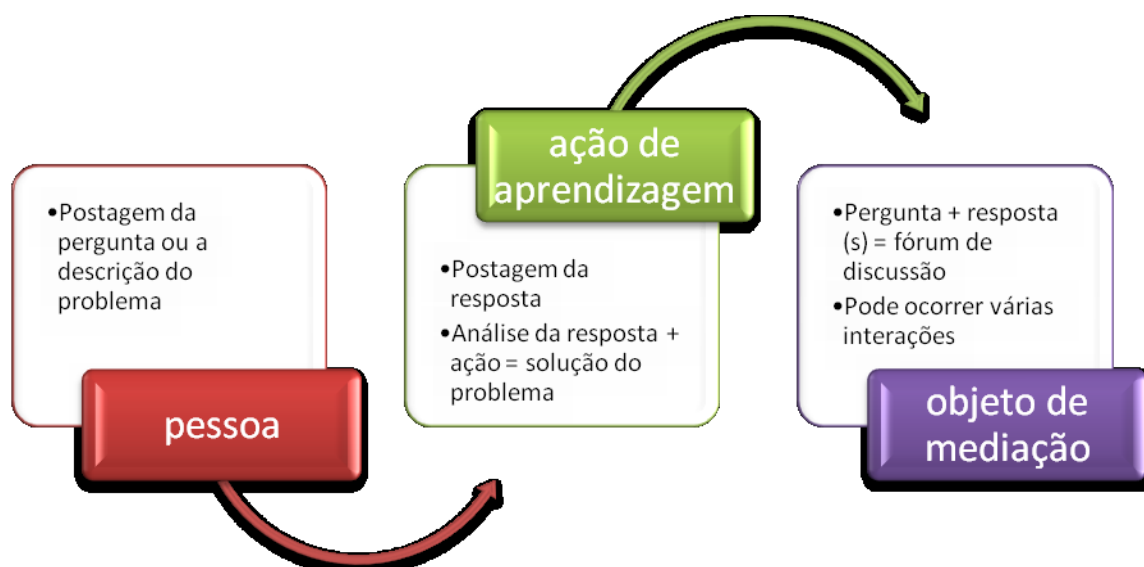 •Postagem da
pergunta ou a
descrição do
problema
pessoa
ação de
aprendizagem
•Postagem da
resposta
•Análise da resposta +
ação = solução do
problema
•Pergunta + resposta
(s) = fórum de
discussão
•Pode ocorrer várias
interações
objeto de
mediação